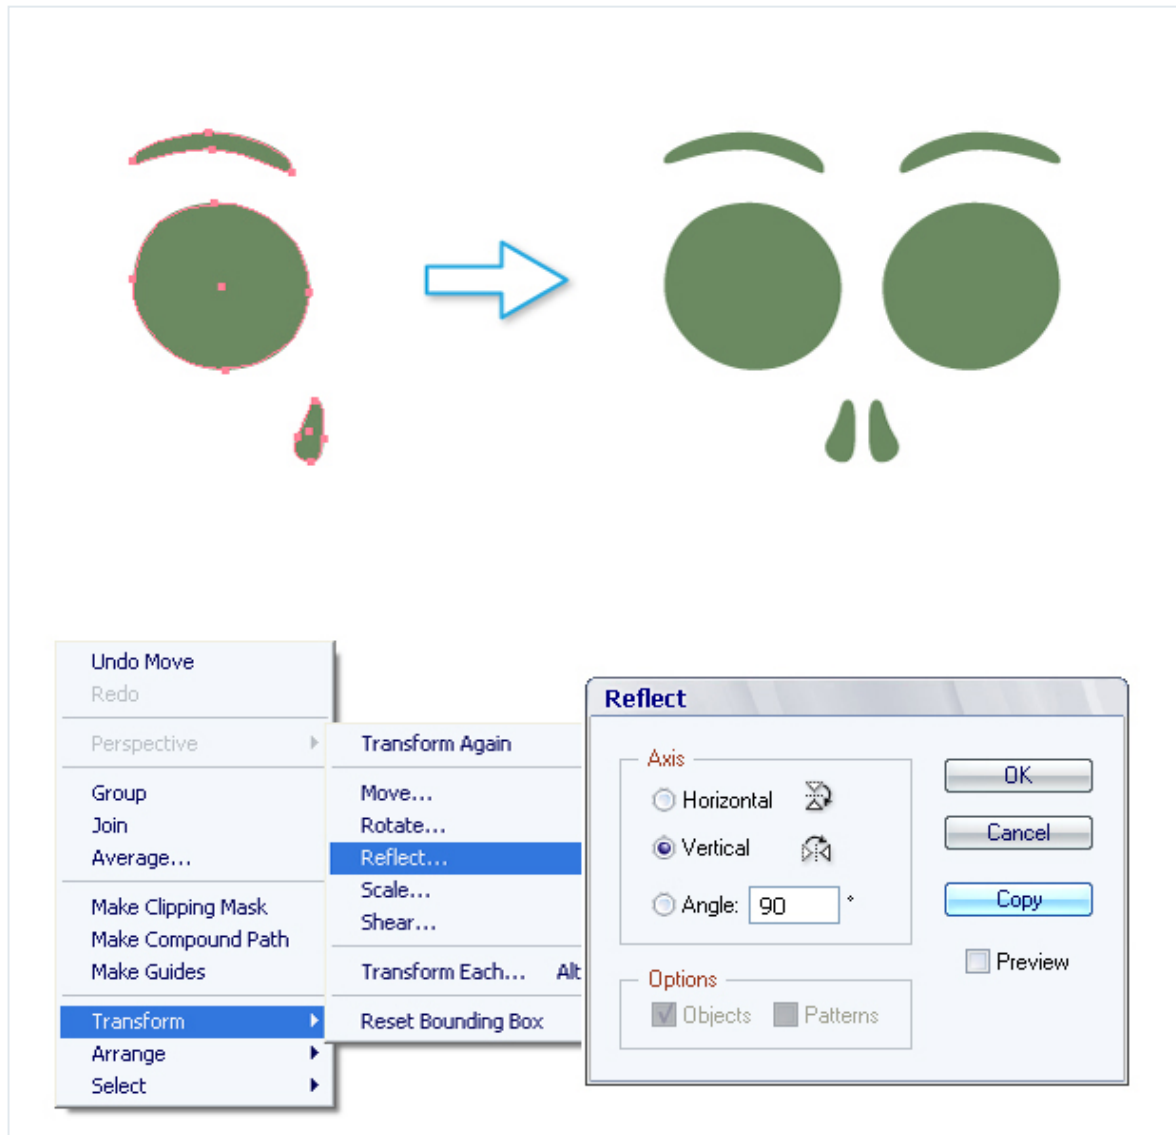 Undo Move
Redo
Perspective
Group
Join
Average...
Make Clipping Mask
Make Compound Path
Make Guides
Transform
Arrange
Select
Transform Again
Move...
Rotate...
Reflect...
Scale...
Shear...
Transform Each... Alt
Reset Bounding Box
Reflect
Axis
Horizontal
Vertical
Angle: 90 °
Options
Objects Patterns
OK
Cancel
Copy
Preview